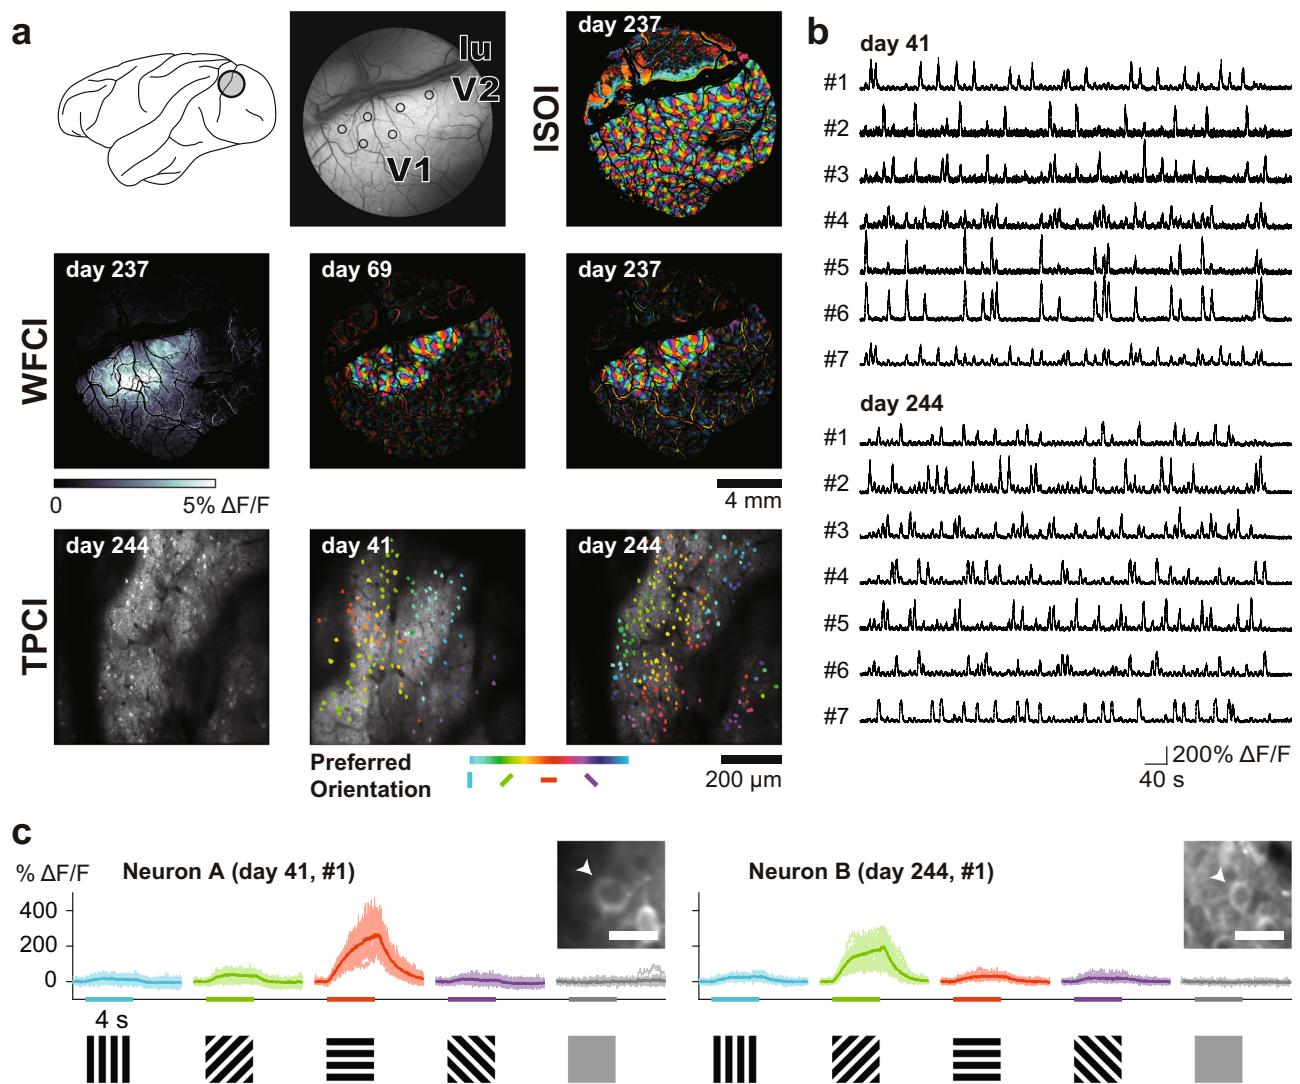 a
lu
V2
V1
ISOI
day 237
WFCI
day 237
day 69
day 237
0
5% ΔF/F
4 mm
TPCI
day 244
day 41
day 244
Preferred
Orientation
200 µm
b
day 41
#1
#2
#3
#4
#5
#6
#7
day 244
#1
#2
#3
#4
#5
#6
#7
200% ΔF/F
40 s
c
% ΔF/F
Neuron A (day 41, #1)
Neuron B (day 244, #1)
400
200
0
4 s